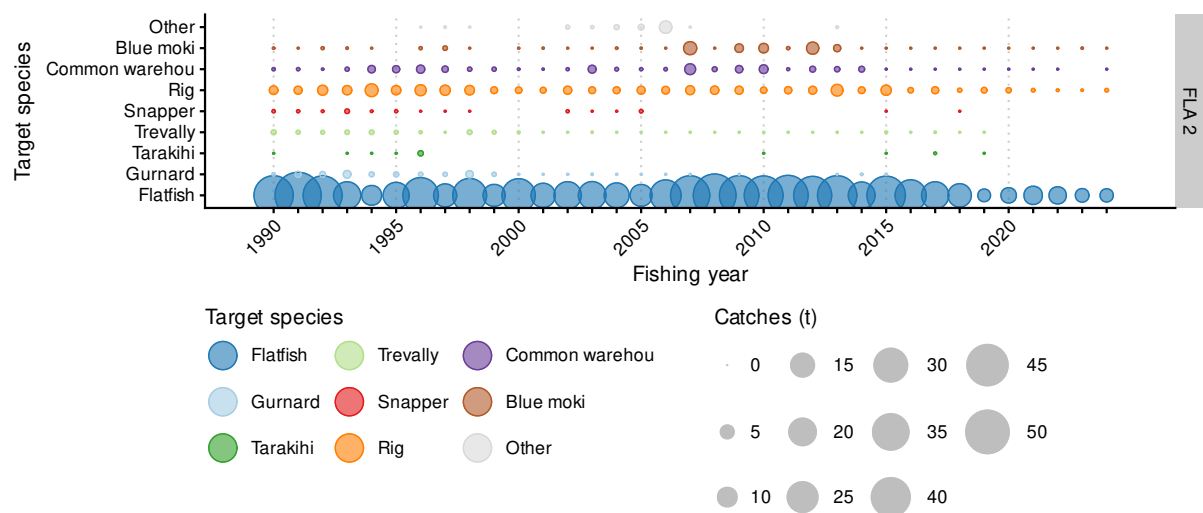 Target species
Other
Blue moki
Common warehou
Rig
Snapper
Trevally
Tarakihi
Gurnard
Flatfish
FLA 2
1990 1995 2000 2005 2010 2015 2020
Fishing year
Target species
Flatfish Trevally Common warehou
Gurnard Snapper Blue moki
Tarakihi Rig Other
Catches (t)
0 15 30 45
5 20 35 50
10 25 40